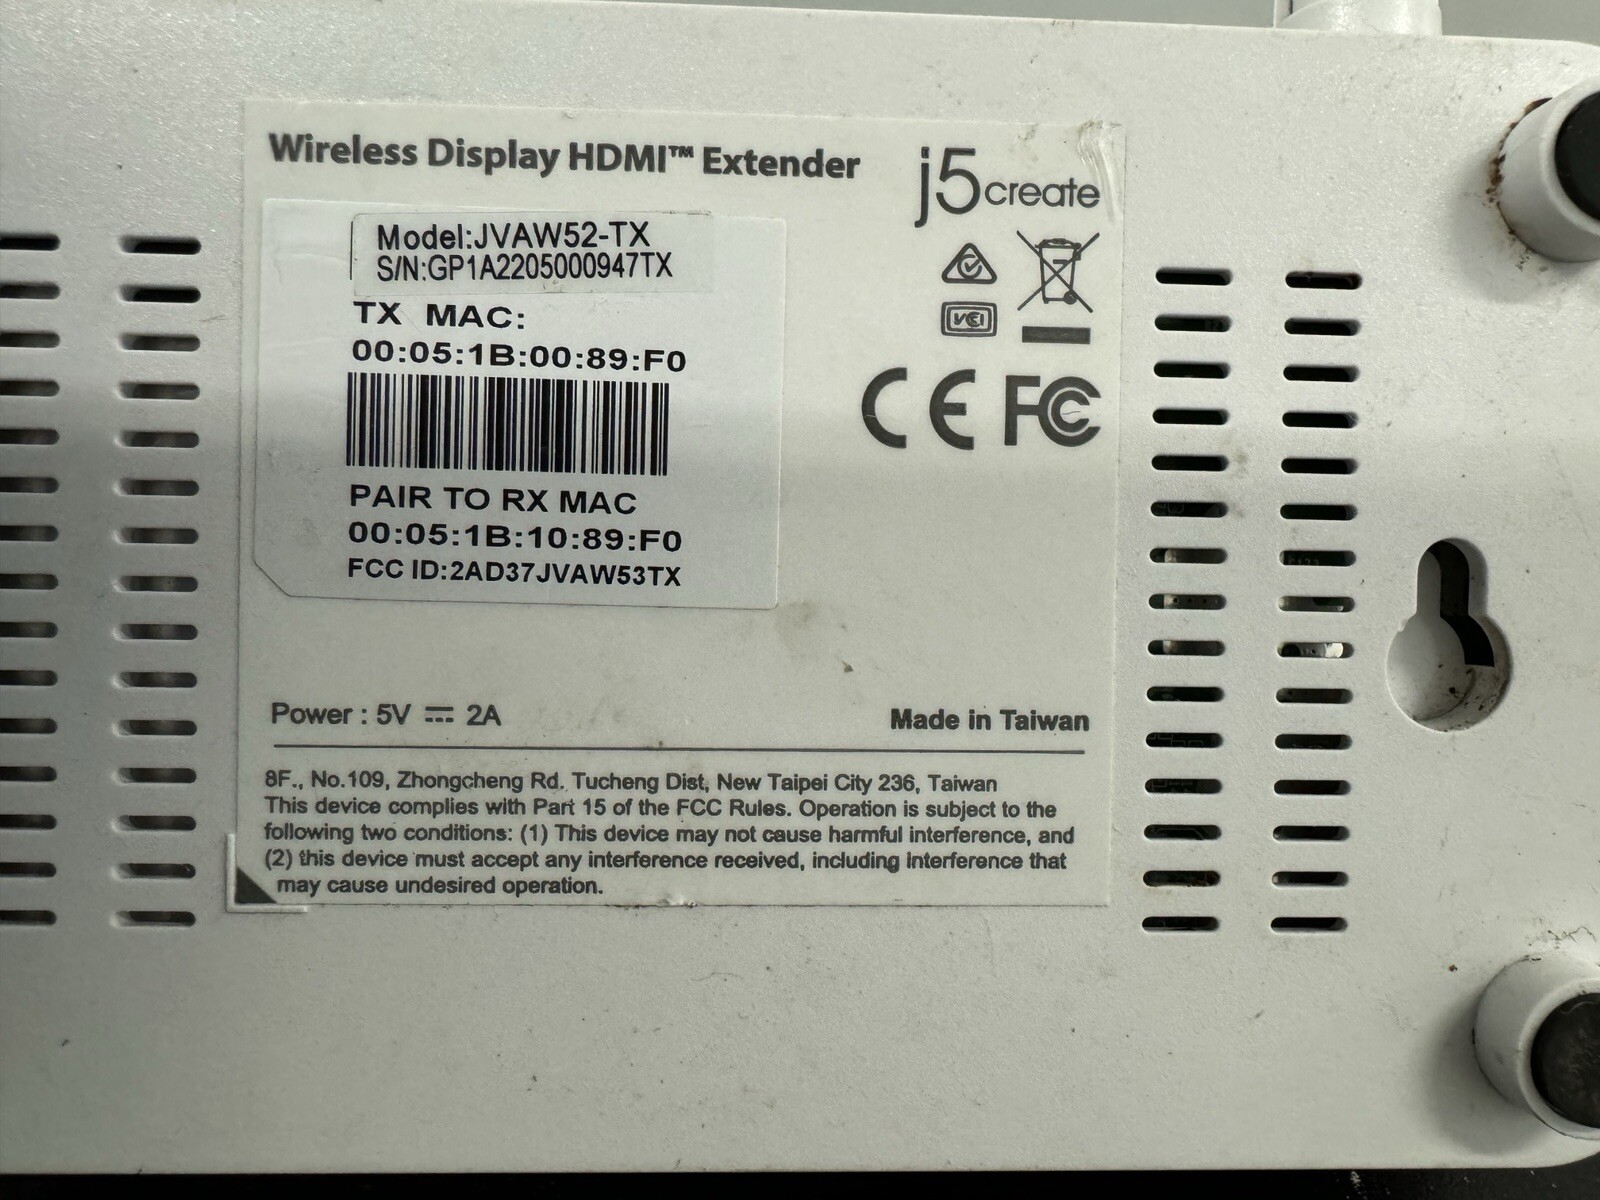 Wireless Display HDMI™ Extender
j5create
Model:JVAW52-TX
S/N:GP1A2205000947TX
TX MAC:
00:05:1B:00:89:F0
PAIR TO RX MAC
00:05:1B:10:89:F0
FCC ID:2AD37JVAW53TX
VCCI
CE FC
Power : 5V ⎓ 2A
Made in Taiwan
8F., No.109, Zhongcheng Rd. Tucheng Dist, New Taipei City 236, Taiwan
This device complies with Part 15 of the FCC Rules. Operation is subject to the
following two conditions: (1) This device may not cause harmful interference, and
(2) this device must accept any interference received, including interference that
may cause undesired operation.